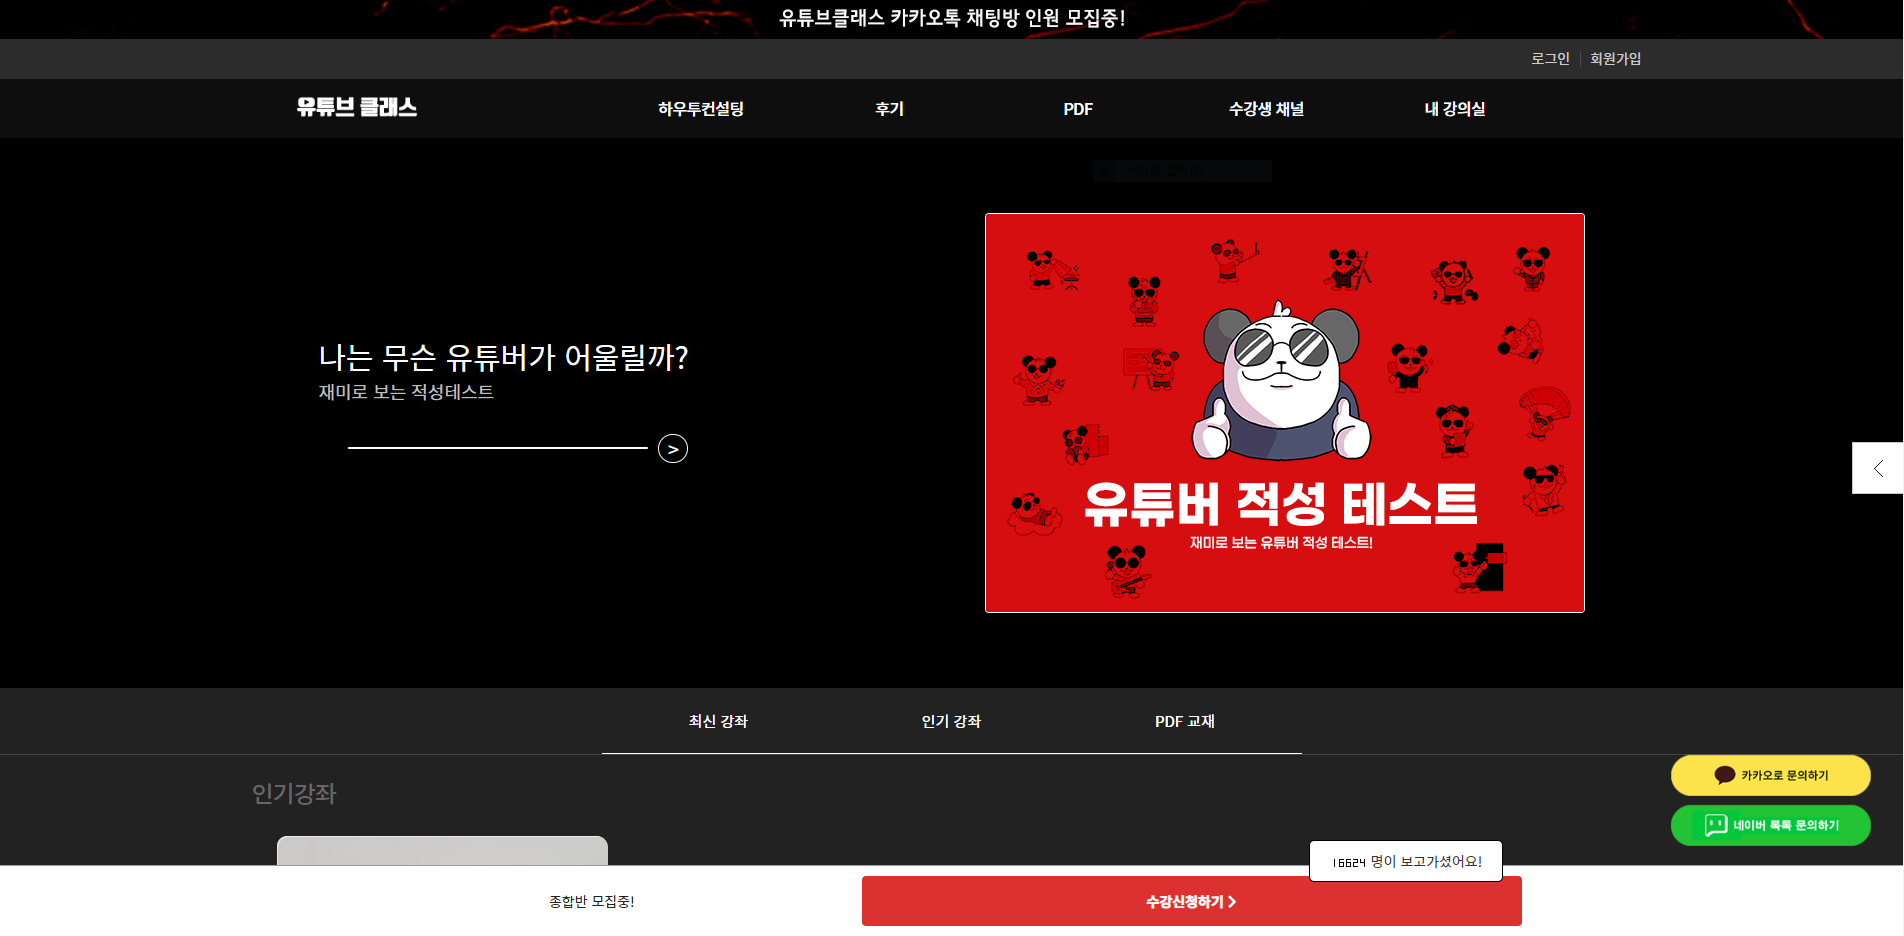 유튜브클래스 카카오톡 채팅방 인원 모집중!
로그인 회원가입
유튜브 클래스 하우투컨설팅 후기 PDF 수강생 채널 내 강의실
나는 무슨 유튜버가 어울릴까?
재미로 보는 적성테스트
>
유튜버 적성 테스트
재미로 보는 유튜버 적성 테스트!
최신 강좌 인기 강좌 PDF 교재
인기강좌
카카오로 문의하기
네이버 톡톡 문의하기
16624 명이 보고가셨어요!
종합반 모집중! 수강신청하기 >